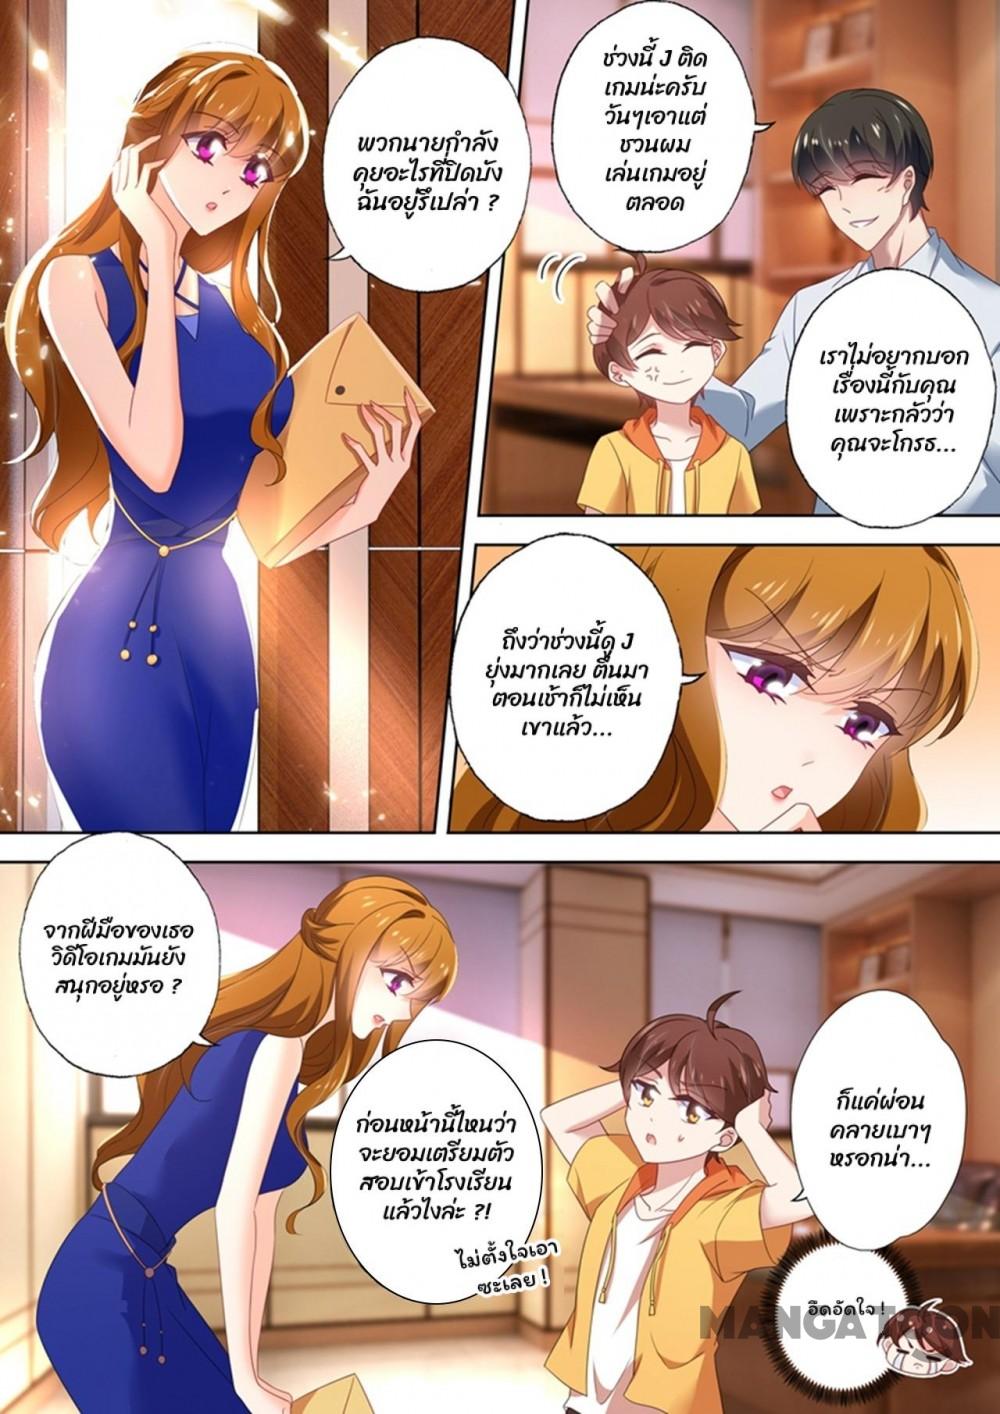 พวกนายกำลัง
คุยอะไรที่ปิดบัง
ฉันอยู่รึเปล่า ?
ช่วงนี้ J ติด
เกมน่ะครับ
วันๆเอาแต่
ชวนผม
เล่นเกมอยู่
ตลอด
เราไม่อยากบอก
เรื่องนี้กับคุณ
เพราะกลัวว่า
คุณจะโกรธ...
ถึงว่าช่วงนี้ดู J
ยุ่งมากเลย ตื่นมา
ตอนเช้าก็ไม่เห็น
เขาแล้ว...
จากฝีมือของเธอ
วิดีโอเกมมันยัง
สนุกอยู่หรอ ?
ก่อนหน้านี้ไหนว่า
จะยอมเตรียมตัว
สอบเข้าโรงเรียน
แล้วไงล่ะ ?!
ไม่ตั้งใจเอา
ซะเลย !
ก็แค่ผ่อน
คลายเบาๆ
หรอกน่า...
อึดอัดใจ !
MANGATOON